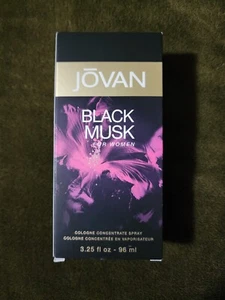 JŌVAN
BLACK
MUSK
FOR WOMEN
COLOGNE CONCENTRATE SPRAY
COLOGNE CONCENTRÉE EN VAPORISATEUR
3.25 fl oz - 96 ml